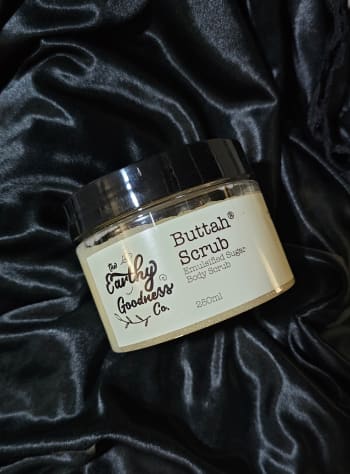 The
Earthy
Goodness
Co.
Buttah®
Scrub
Emulsified Sugar
Body Scrub
250ml